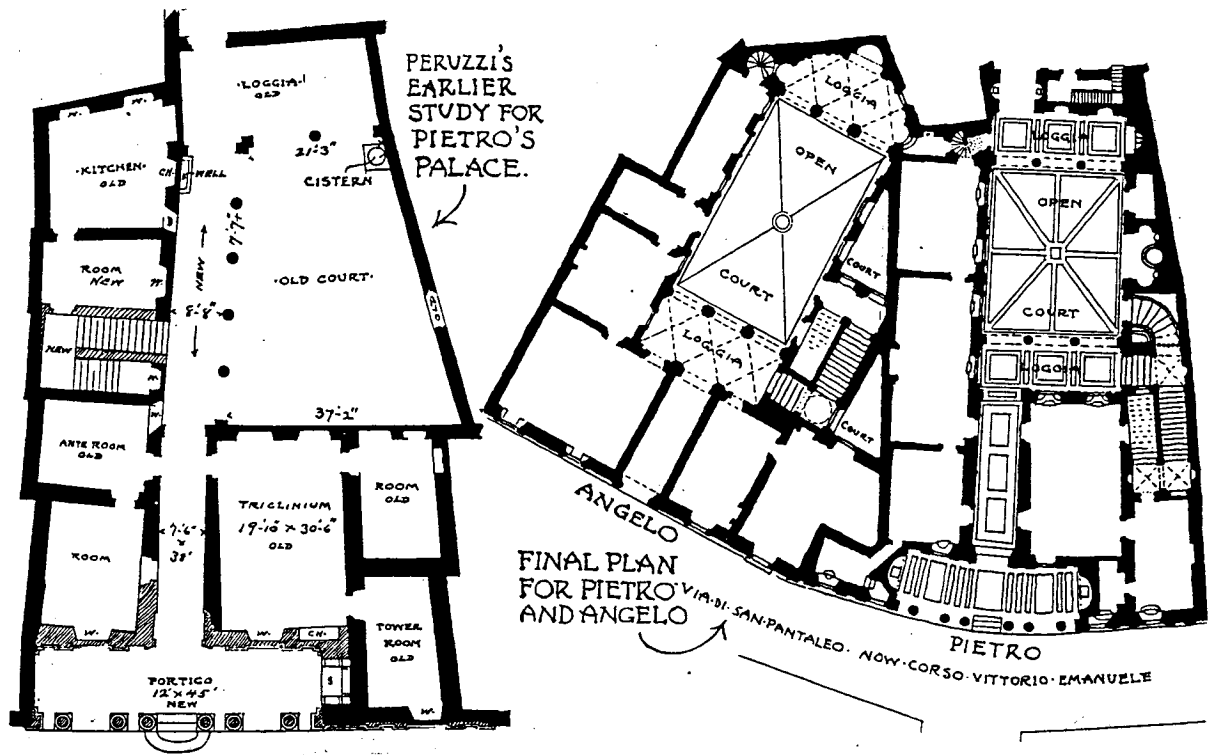 PERUZZI'S
EARLIER
STUDY FOR
PIETRO'S
PALACE.
·LOGGIA·
OLD
21'-3"
CISTERN
W.
W.
·KITCHEN·
OLD
CH.
WELL
7'-7"
NEW
8'-8"
·OLD COURT·
ROOM
NEW
W.
NEW
W.
37'-2"
ANTE ROOM
OLD
TRICLINIUM
19'-10" X 30'-6"
OLD
ROOM
OLD
ROOM
7'-6"
X
38'
W.
W.
CH.
TOWER
ROOM
OLD
S
PORTICO
12' X 45'
NEW
W.
LOGGIA
OPEN
COURT
LOGGIA
COURT
COURT
LOGGIA
OPEN
COURT
LOGGIA
ANGELO
FINAL PLAN
FOR PIETRO
AND ANGELO
VIA·DI·SAN·PANTALEO· NOW·CORSO·VITTORIO·EMANUELE
PIETRO